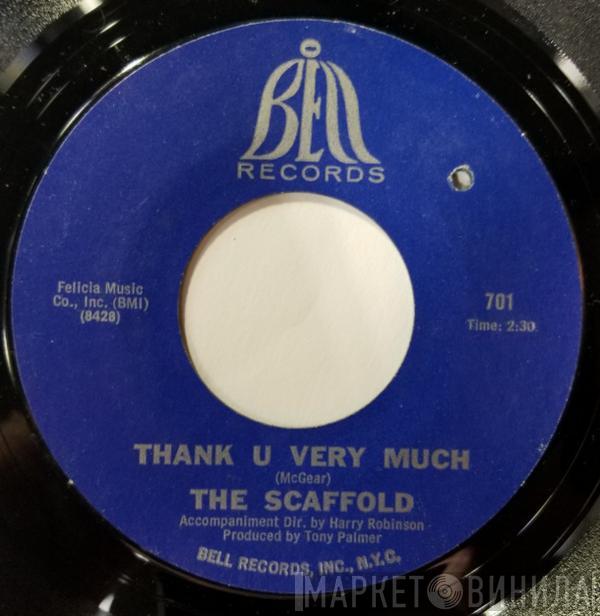 BELL
RECORDS
Felicia Music
Co., Inc. (BMI)
(8428)
701
Time: 2:30
THANK U VERY MUCH
(McGear)
THE SCAFFOLD
Accompaniment Dir. by Harry Robinson
Produced by Tony Palmer
BELL RECORDS, INC., N.Y.C.
МАРКЕТ ВИНИЛА